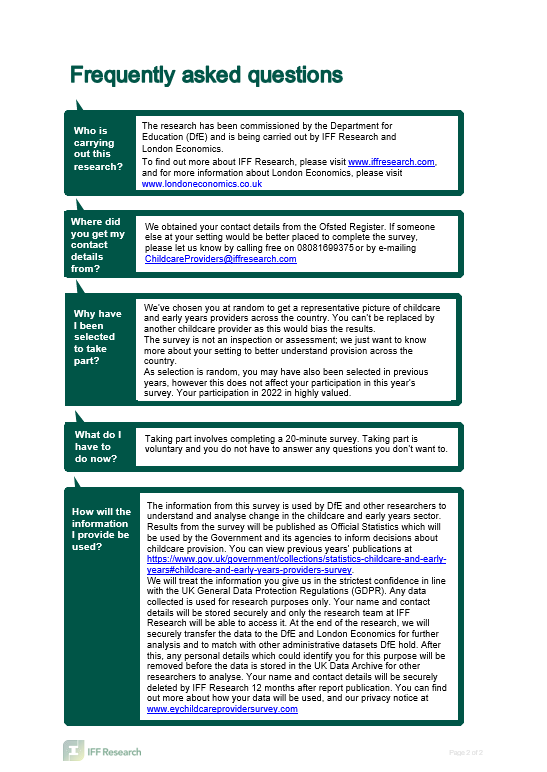 Frequently asked questions
Who is
carrying
out this
research?
The research has been commissioned by the Department for
Education (DfE) and is being carried out by IFF Research and
London Economics.
To find out more about IFF Research, please visit www.iffresearch.com,
and for more information about London Economics, please visit
www.londoneconomics.co.uk
Where did
you get my
contact
details
from?
We obtained your contact details from the Ofsted Register. If someone
else at your setting would be better placed to complete the survey,
please let us know by calling free on 08081699375 or by e-mailing
ChildcareProviders@iffresearch.com
Why have
I been
selected
to take
part?
We've chosen you at random to get a representative picture of childcare
and early years providers across the country. You can't be replaced by
another childcare provider as this would bias the results.
The survey is not an inspection or assessment; we just want to know
more about your setting to better understand provision across the
country.
As selection is random, you may have also been selected in previous
years, however this does not affect your participation in this year's
survey. Your participation in 2022 in highly valued.
What do I
have to
do now?
Taking part involves completing a 20-minute survey. Taking part is
voluntary and you do not have to answer any questions you don't want to.
How will the
information
I provide be
used?
The information from this survey is used by DfE and other researchers to
understand and analyse change in the childcare and early years sector.
Results from the survey will be published as Official Statistics which will
be used by the Government and its agencies to inform decisions about
childcare provision. You can view previous years' publications at
https://www.gov.uk/government/collections/statistics-childcare-and-early-
years#childcare-and-early-years-providers-survey.
We will treat the information you give us in the strictest confidence in line
with the UK General Data Protection Regulations (GDPR). Any data
collected is used for research purposes only. Your name and contact
details will be stored securely and only the research team at IFF
Research will be able to access it. At the end of the research, we will
securely transfer the data to the DfE and London Economics for further
analysis and to match with other administrative datasets DfE hold. After
this, any personal details which could identify you for this purpose will be
removed before the data is stored in the UK Data Archive for other
researchers to analyse. Your name and contact details will be securely
deleted by IFF Research 12 months after report publication. You can find
out more about how your data will be used, and our privacy notice at
www.eychildcareprovidersurvey.com
IFF Research